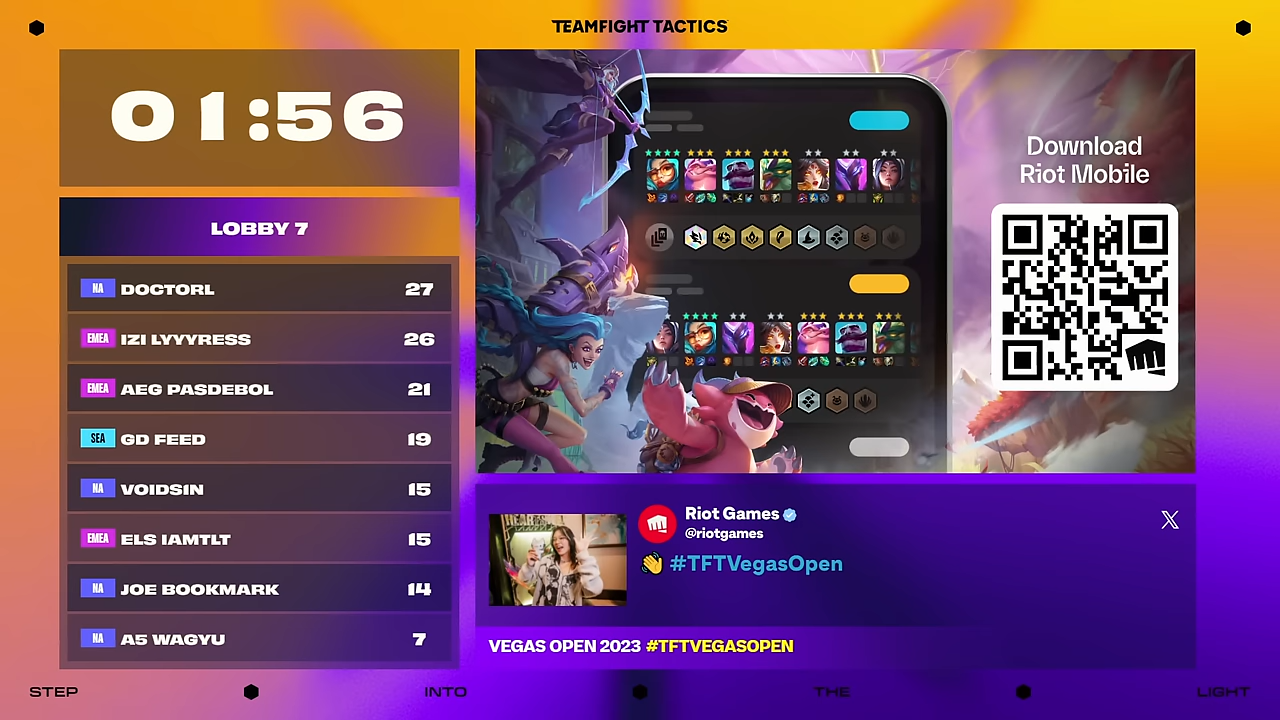 TEAMFIGHT TACTICS
01:56
LOBBY 7
NA DOCTORL 27
EMEA IZI LYYYRESS 26
EMEA AEG PASDEBOL 21
SEA GD FEED 19
NA VOIDS1N 15
EMEA ELS IAMTLT 15
NA JOE BOOKMARK 14
NA A5 WAGYU 7
Download
Riot Mobile
Riot Games
@riotgames
👋 #TFTVegasOpen
VEGAS OPEN 2023 #TFTVEGASOPEN
STEP INTO THE LIGHT